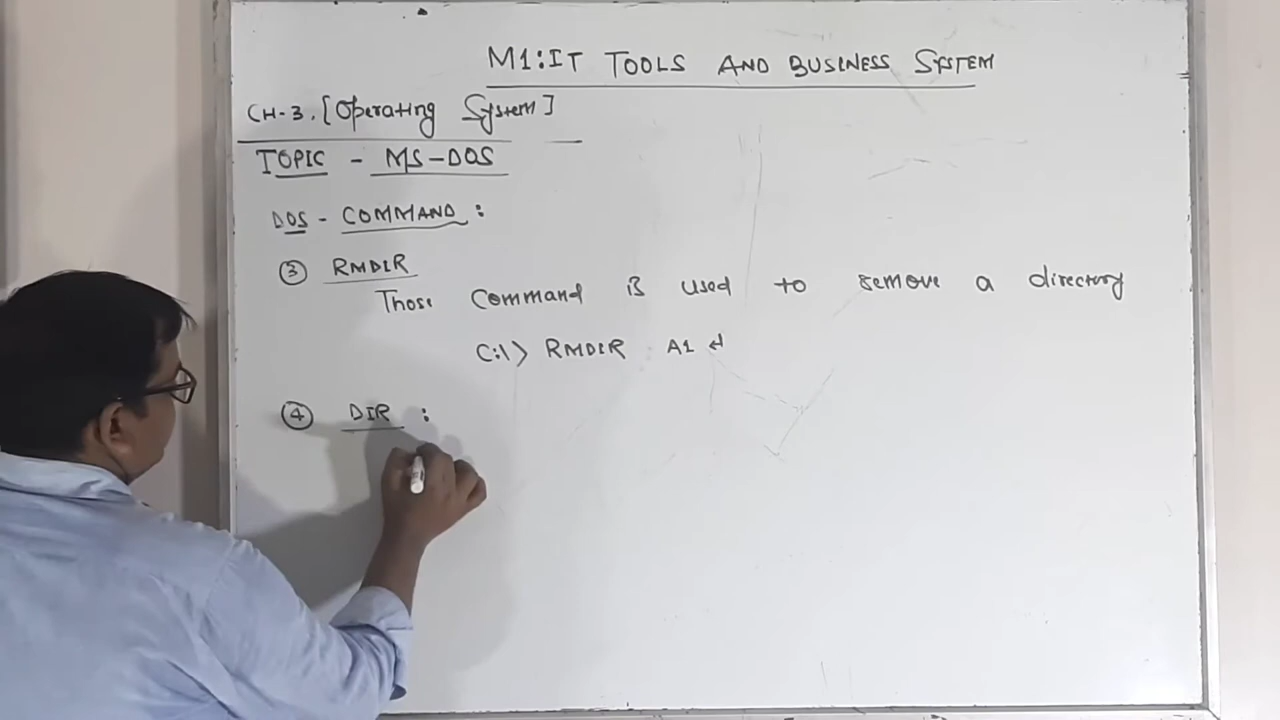 M1:IT TOOLS AND BUSINESS SYSTEM
CH-3. [Operating System]
TOPIC - MS-DOS
DOS - COMMAND :
③ RMDIR
Those Command is used to remove a directory
C:\> RMDIR A1 ↲
④ DIR :